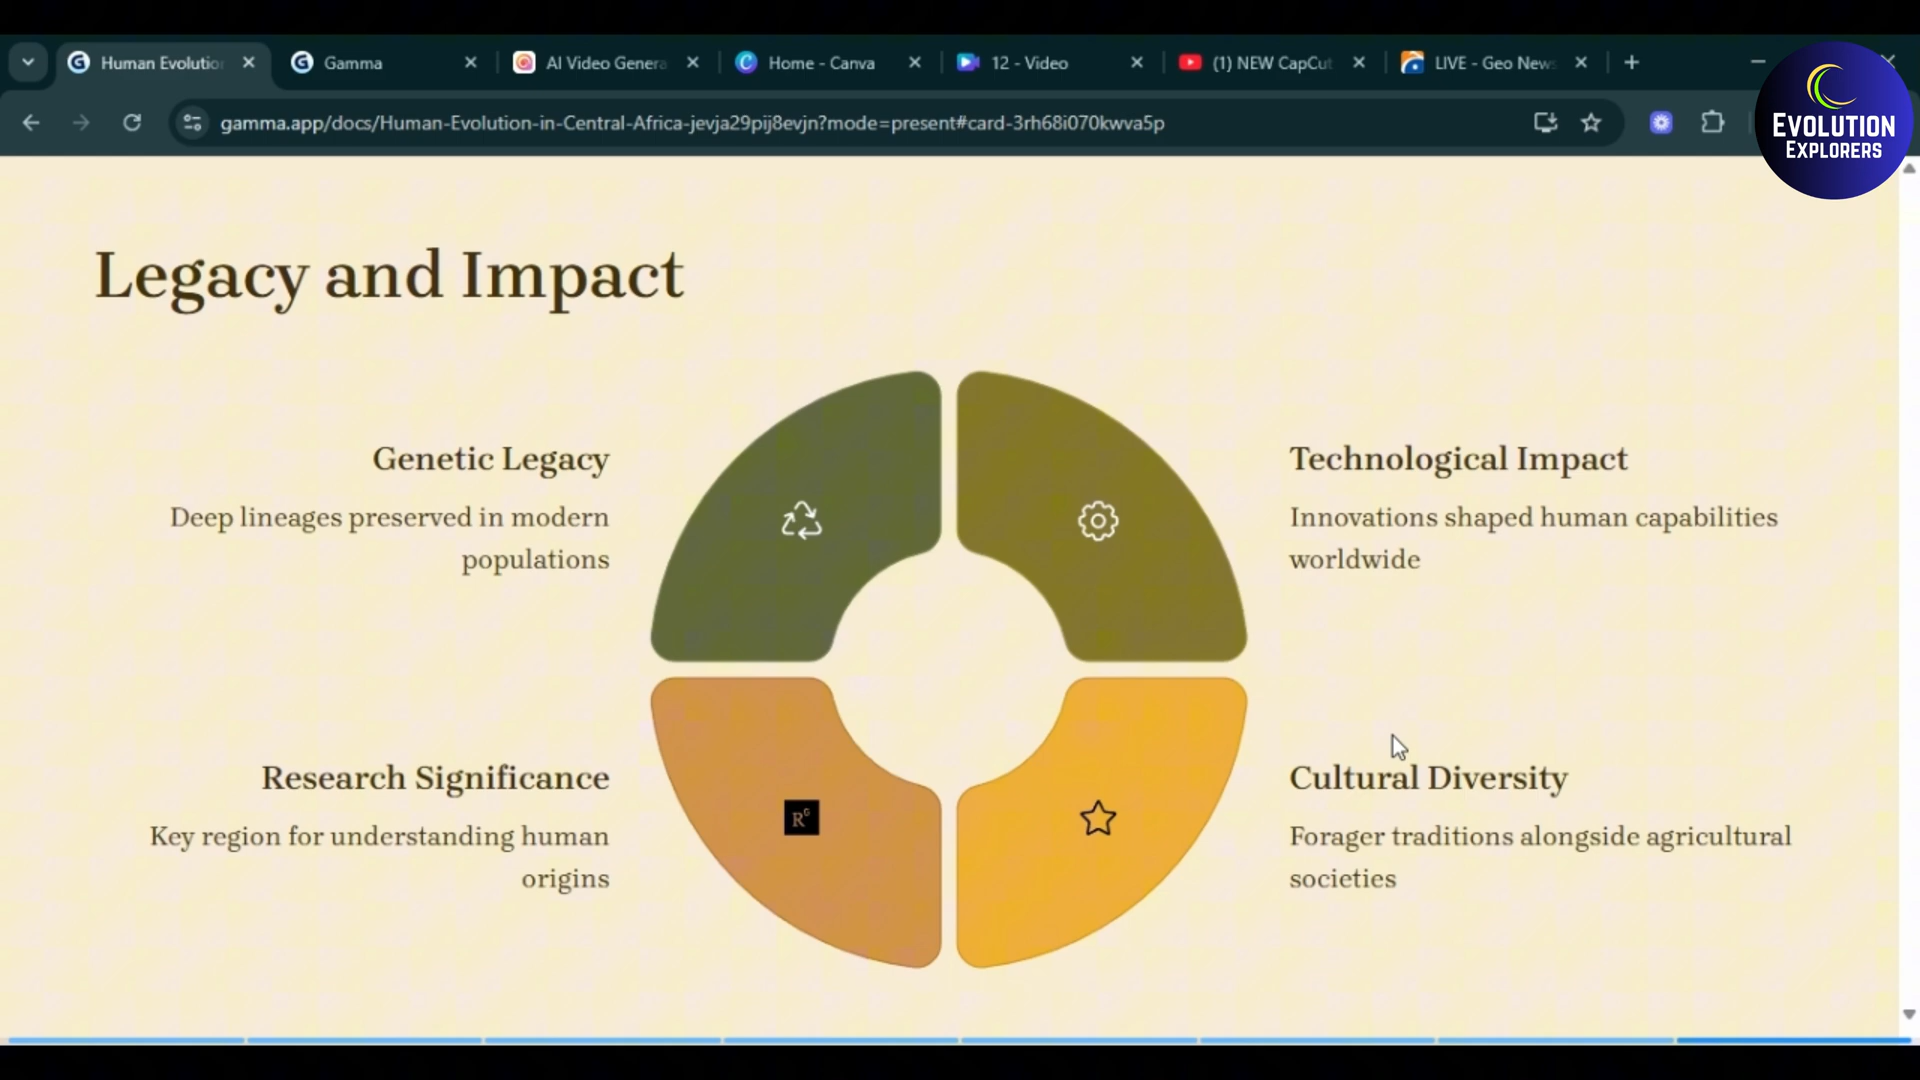 Human Evolutio
Gamma
AI Video Genera
Home - Canva
12 - Video
(1) NEW CapCut
LIVE - Geo News
gamma.app/docs/Human-Evolution-in-Central-Africa-jevja29pij8evjn?mode=present#card-3rh68i070kwva5p
EVOLUTION
EXPLORERS
Legacy and Impact
Genetic Legacy
Deep lineages preserved in modern
populations
Technological Impact
Innovations shaped human capabilities
worldwide
Research Significance
Key region for understanding human
origins
RG
Cultural Diversity
Forager traditions alongside agricultural
societies